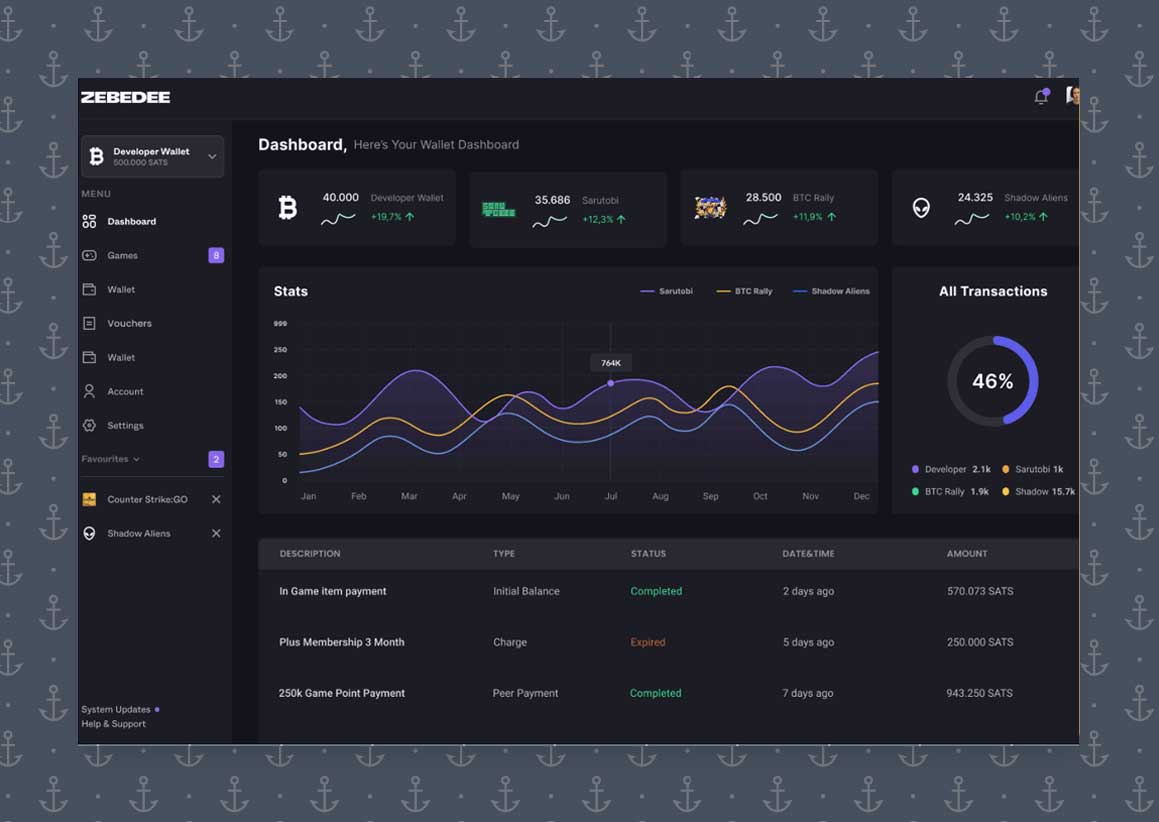 ZEBEDEE
Developer Wallet
500.000 SATS
MENU
Dashboard
Games 8
Wallet
Vouchers
Wallet
Account
Settings
Favourites 2
Counter Strike:GO
Shadow Aliens
System Updates
Help & Support
Dashboard, Here's Your Wallet Dashboard
40.000 Developer Wallet
+19,7%
35.686 Sarutobi
+12,3%
28.500 BTC Rally
+11,9%
24.325 Shadow Aliens
+10,2%
Stats
Sarutobi BTC Rally Shadow Aliens
999
250
200
150
100
50
0
764K
Jan Feb Mar Apr May Jun Jul Aug Sep Oct Nov Dec
All Transactions
46%
Developer 2.1k Sarutobi 1k
BTC Rally 1.9k Shadow 15.7k
DESCRIPTION TYPE STATUS DATE&TIME AMOUNT
In Game item payment Initial Balance Completed 2 days ago 570.073 SATS
Plus Membership 3 Month Charge Expired 5 days ago 250.000 SATS
250k Game Point Payment Peer Payment Completed 7 days ago 943.250 SATS